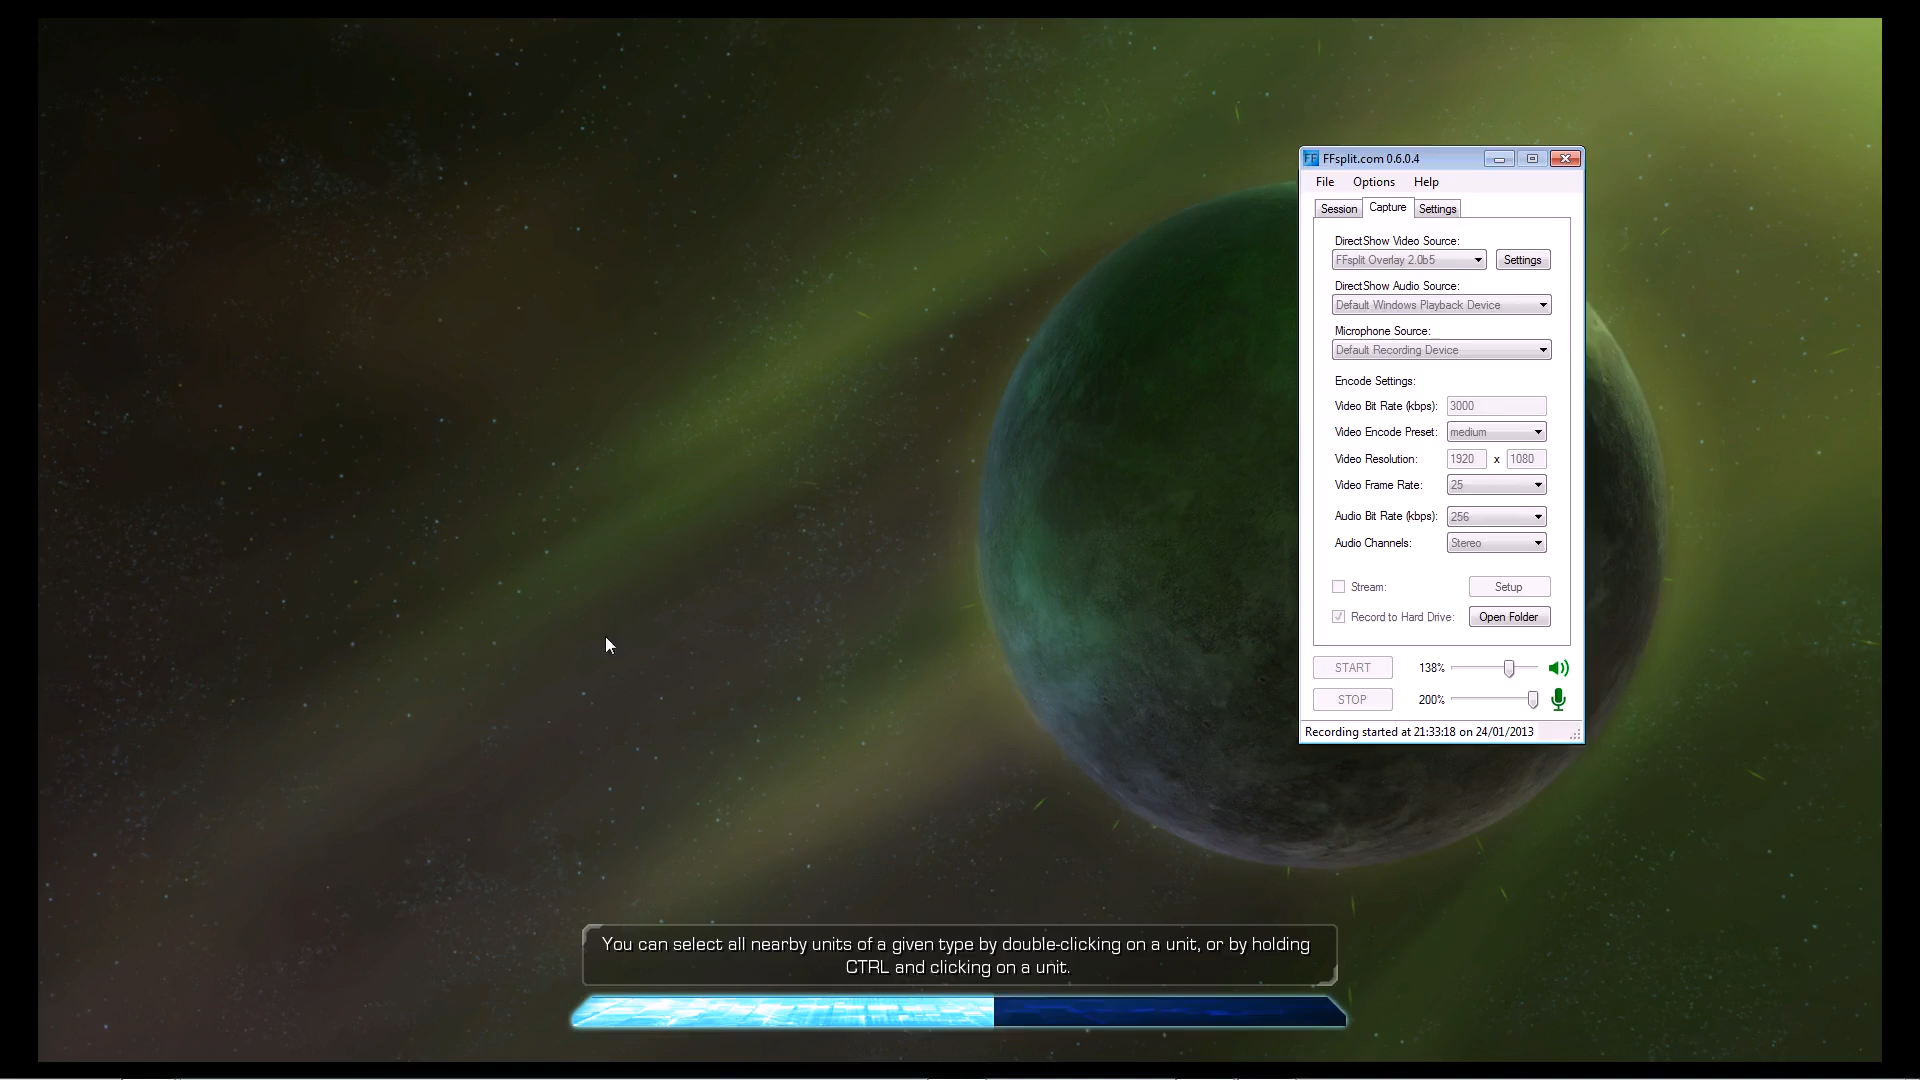 FFsplit.com 0.6.0.4
File Options Help
Session Capture Settings
DirectShow Video Source:
FFsplit Overlay 2.0b5 Settings
DirectShow Audio Source:
Default Windows Playback Device
Microphone Source:
Default Recording Device
Encode Settings:
Video Bit Rate (kbps): 3000
Video Encode Preset: medium
Video Resolution: 1920 x 1080
Video Frame Rate: 25
Audio Bit Rate (kbps): 256
Audio Channels: Stereo
Stream: Setup
Record to Hard Drive: Open Folder
START 138%
STOP 200%
Recording started at 21:33:18 on 24/01/2013
You can select all nearby units of a given type by double-clicking on a unit, or by holding
CTRL and clicking on a unit.